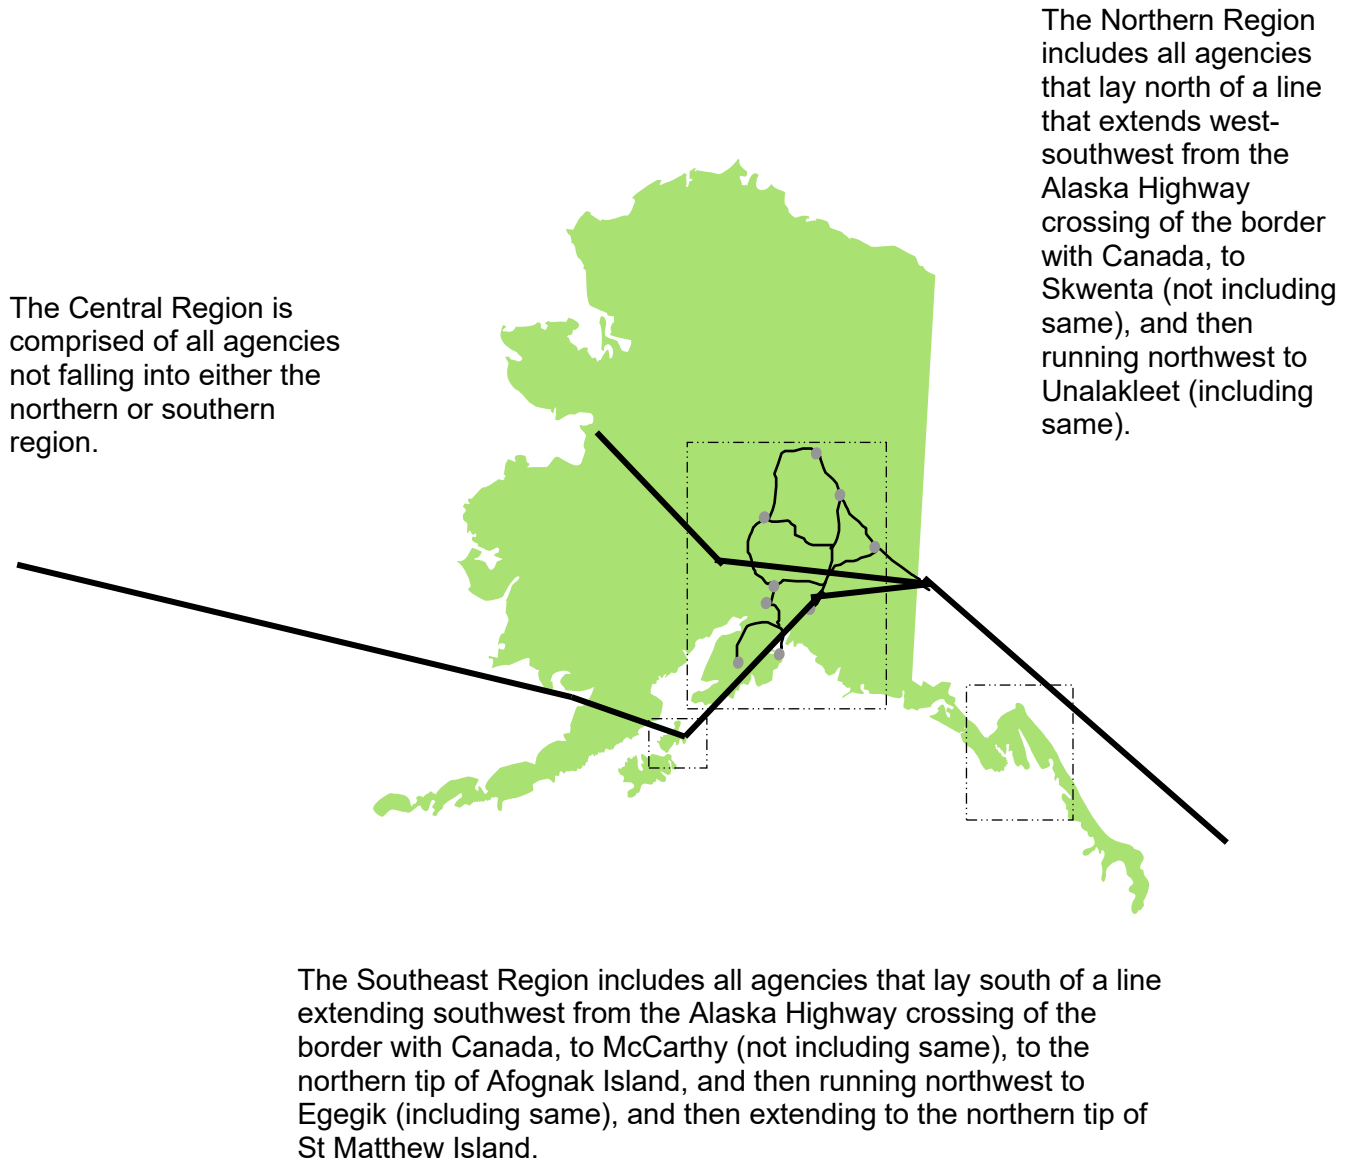 The Northern Region
includes all agencies
that lay north of a line
that extends west-
southwest from the
Alaska Highway
crossing of the border
with Canada, to
Skwenta (not including
same), and then
running northwest to
Unalakleet (including
same).
The Central Region is
comprised of all agencies
not falling into either the
northern or southern
region.
The Southeast Region includes all agencies that lay south of a line
extending southwest from the Alaska Highway crossing of the
border with Canada, to McCarthy (not including same), to the
northern tip of Afognak Island, and then running northwest to
Egegik (including same), and then extending to the northern tip of
St Matthew Island.